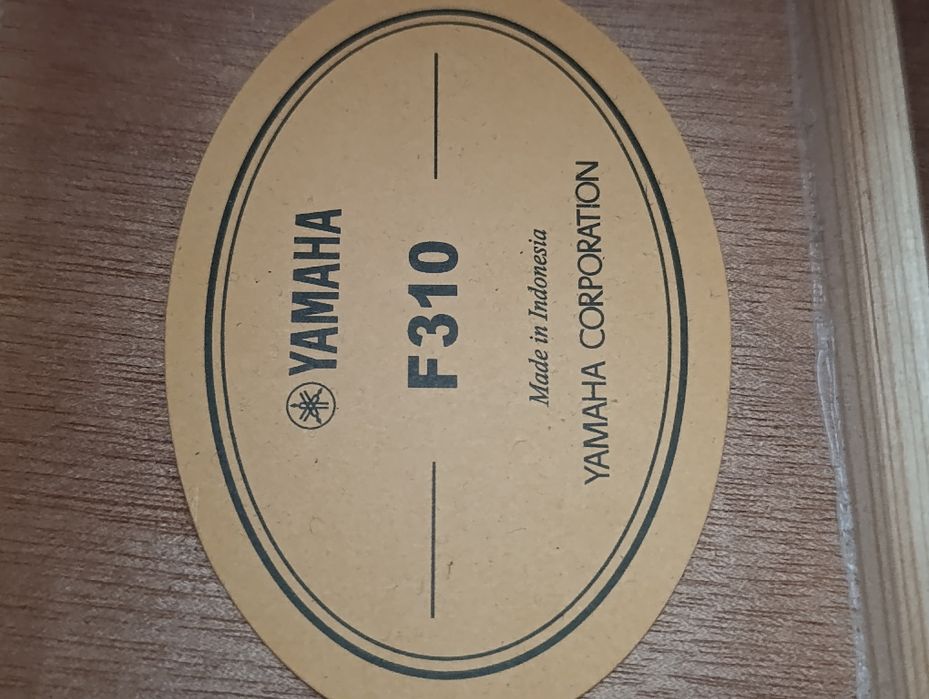 YAMAHA
F310
Made in Indonesia
YAMAHA CORPORATION